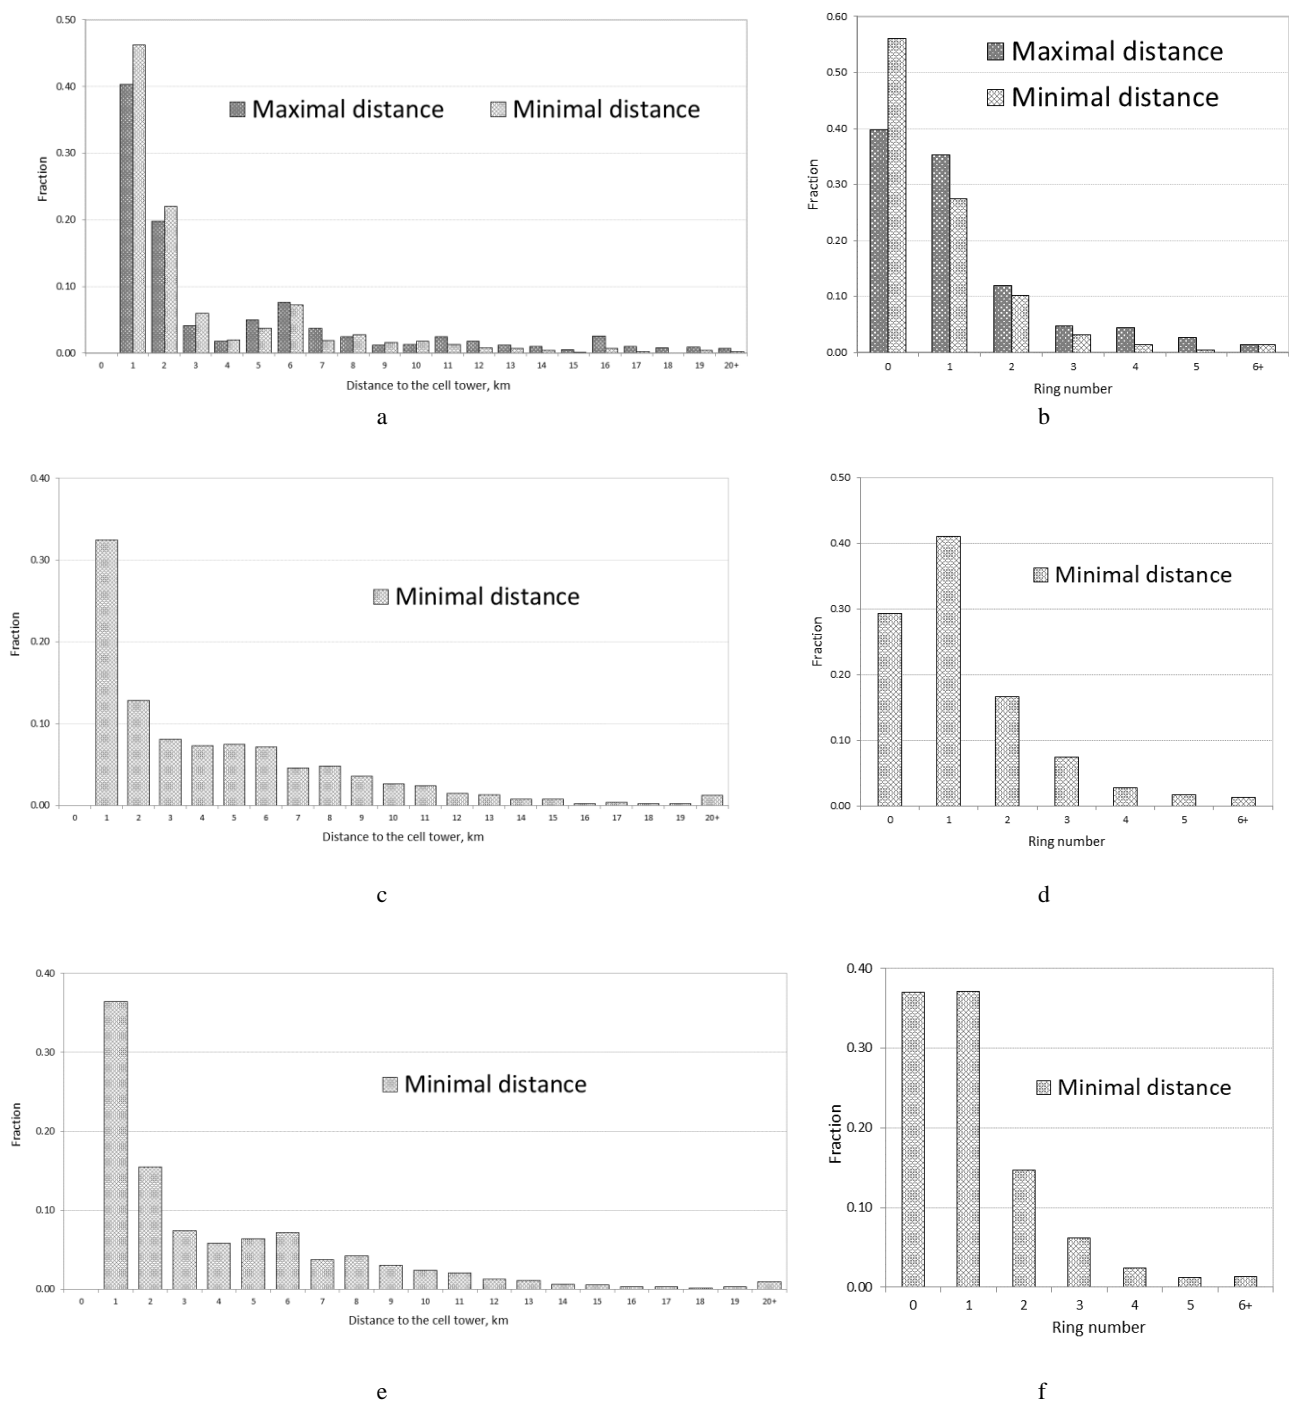 0.50
0.40
0.30
0.20
0.10
0.00
Fraction
Maximal distance Minimal distance
0 1 2 3 4 5 6 7 8 9 10 11 12 13 14 15 16 17 18 19 20+
Distance to the cell tower, km
a
0.60
0.50
0.40
0.30
0.20
0.10
0.00
Fraction
Maximal distance
Minimal distance
0 1 2 3 4 5 6+
Ring number
b
0.40
0.30
0.20
0.10
0.00
Fraction
Minimal distance
0 1 2 3 4 5 6 7 8 9 10 11 12 13 14 15 16 17 18 19 20+
Distance to the cell tower, km
c
0.50
0.40
0.30
0.20
0.10
0.00
Fraction
Minimal distance
0 1 2 3 4 5 6+
Ring number
d
0.40
0.30
0.20
0.10
0.00
Fraction
Minimal distance
0 1 2 3 4 5 6 7 8 9 10 11 12 13 14 15 16 17 18 19 20+
Distance to the cell tower, km
e
0.40
0.30
0.20
0.10
0.00
Fraction
Minimal distance
0 1 2 3 4 5 6+
Ring number
f